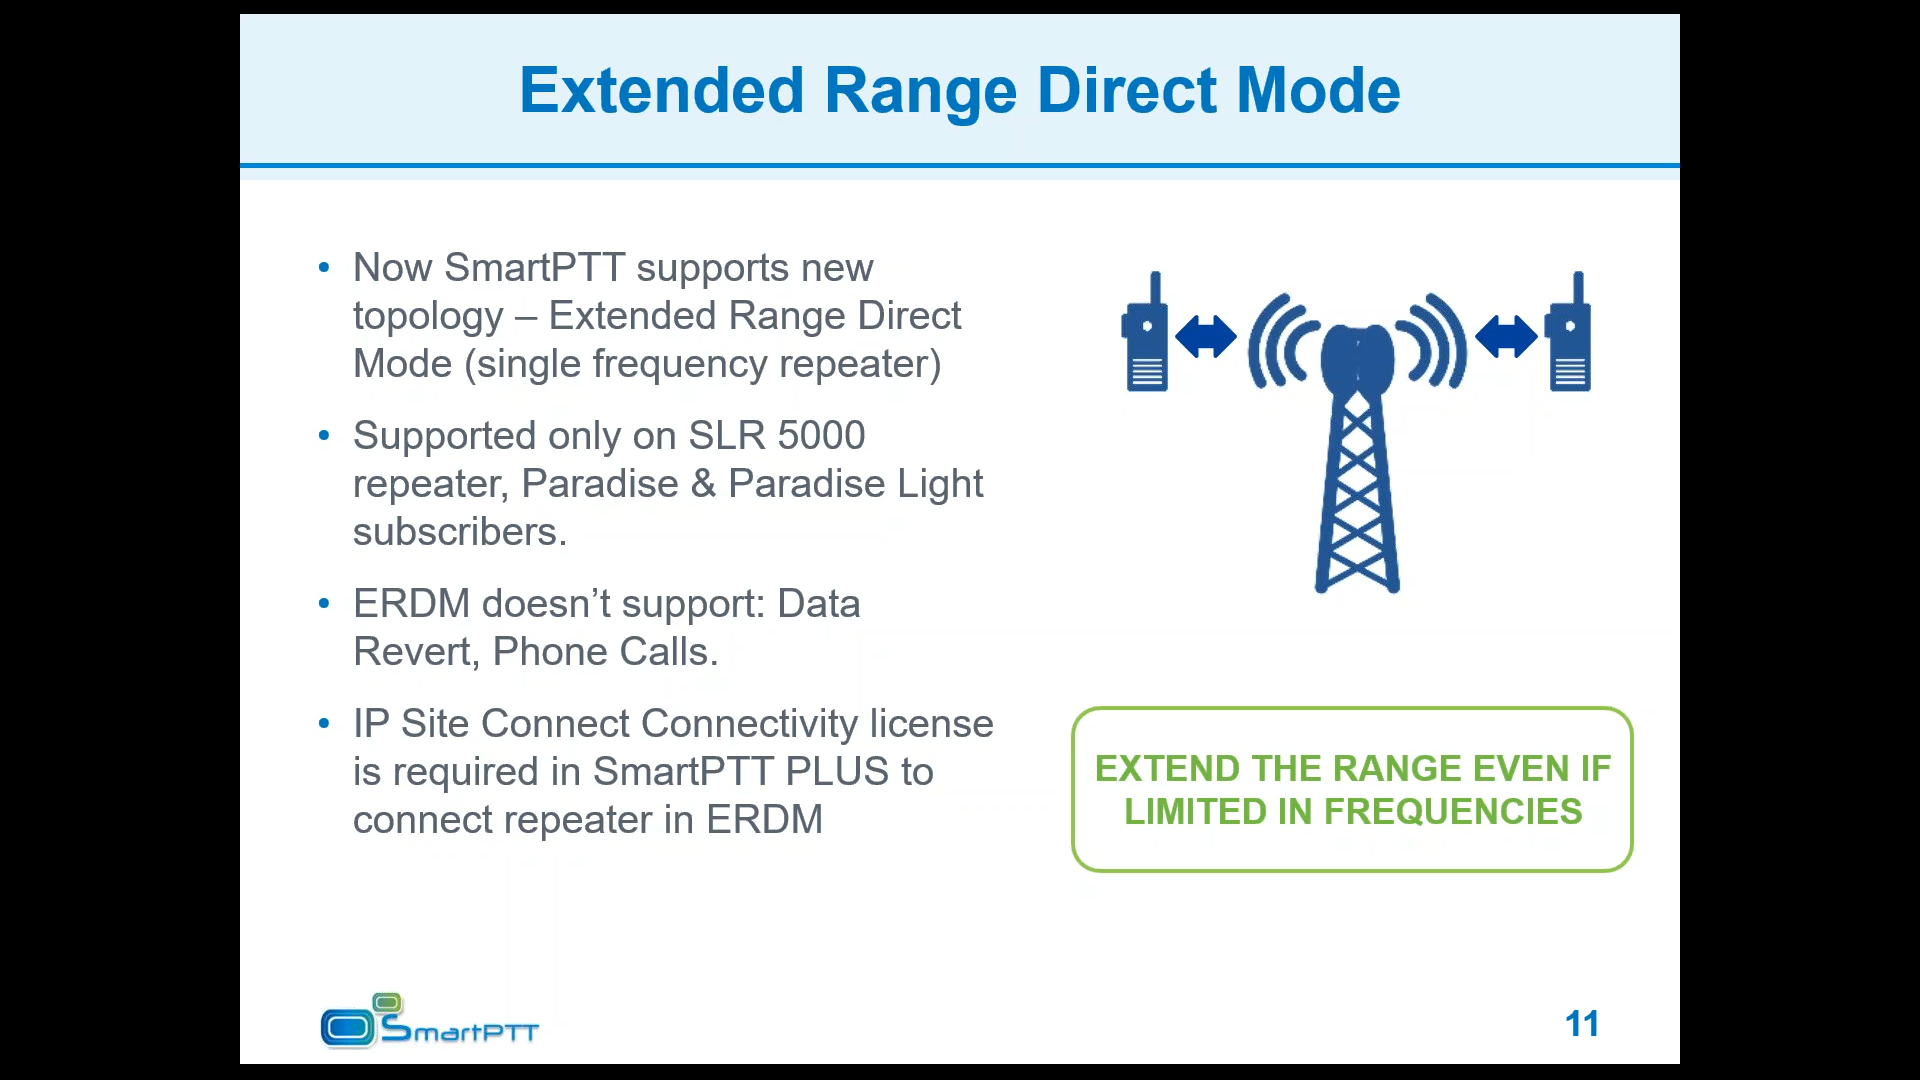 Extended Range Direct Mode
• Now SmartPTT supports new
topology – Extended Range Direct
Mode (single frequency repeater)
• Supported only on SLR 5000
repeater, Paradise & Paradise Light
subscribers.
• ERDM doesn’t support: Data
Revert, Phone Calls.
• IP Site Connect Connectivity license
is required in SmartPTT PLUS to
connect repeater in ERDM
EXTEND THE RANGE EVEN IF
LIMITED IN FREQUENCIES
SmartPTT
11